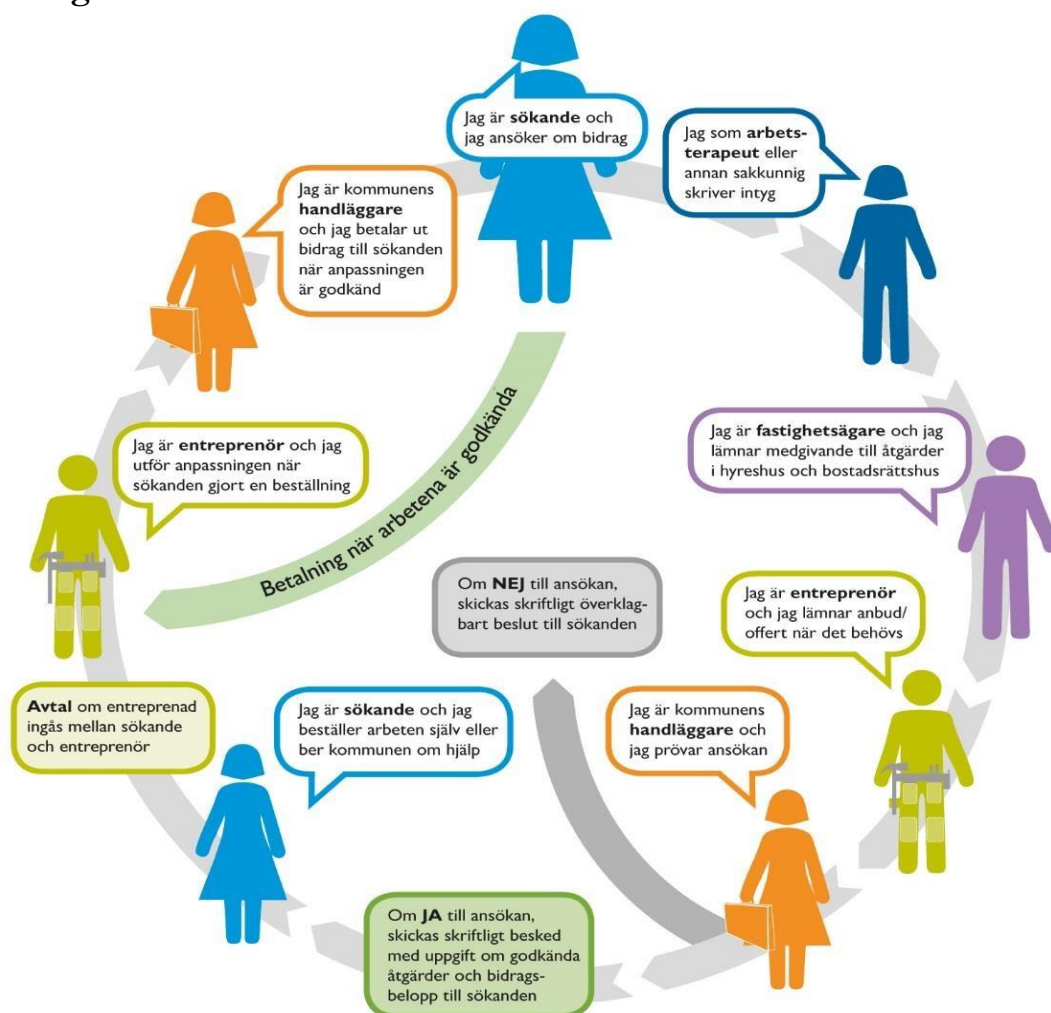 Jag är sökande och
jag ansöker om bidrag
Jag som arbets-
terapeut eller
annan sakkunnig
skriver intyg
Jag är fastighetsägare och jag
lämnar medgivande till åtgärder
i hyreshus och bostadsrättshus
Jag är entreprenör
och jag lämnar anbud/
offert när det behövs
Jag är kommunens
handläggare och
jag prövar ansökan
Om NEJ till ansökan,
skickas skriftligt överklag-
bart beslut till sökanden
Om JA till ansökan,
skickas skriftligt besked
med uppgift om godkända
åtgärder och bidrags-
belopp till sökanden
Jag är sökande och jag
beställer arbeten själv eller
ber kommunen om hjälp
Avtal om entreprenad
ingås mellan sökande
och entreprenör
Jag är entreprenör och jag
utför anpassningen när
sökanden gjort en beställning
Betalning när arbetena är godkända
Jag är kommunens
handläggare
och jag betalar ut
bidrag till sökanden
när anpassningen
är godkänd